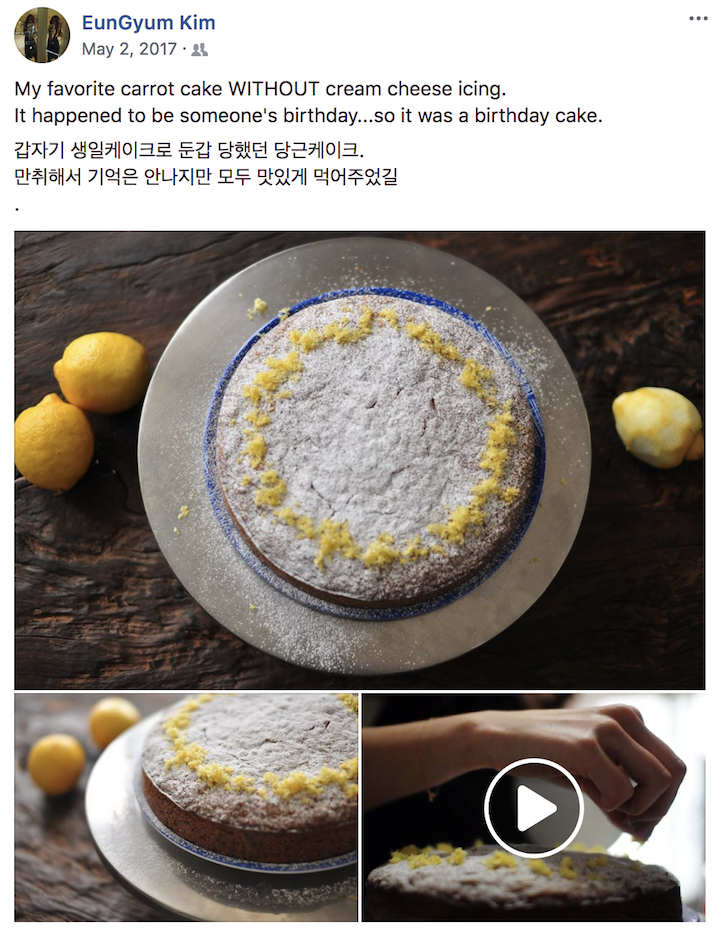 EunGyum Kim
May 2, 2017 ·
My favorite carrot cake WITHOUT cream cheese icing.
It happened to be someone's birthday...so it was a birthday cake.
갑자기 생일케이크로 둔갑 당했던 당근케이크.
만취해서 기억은 안나지만 모두 맛있게 먹어주었길
.